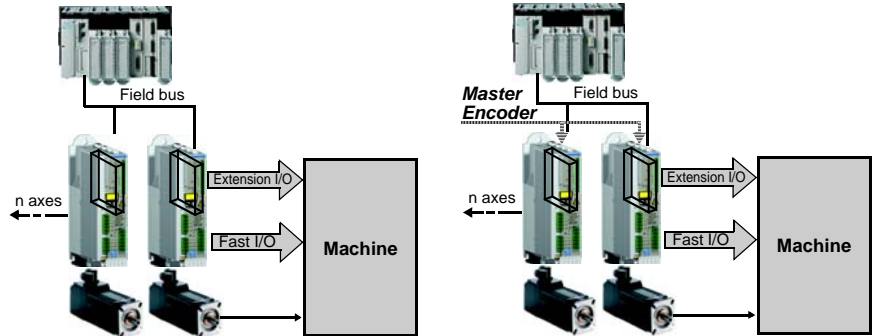 Field bus
Extension I/O
n axes
Fast I/O
Machine
Field bus
Master
Encoder
Extension I/O
n axes
Fast I/O
Machine